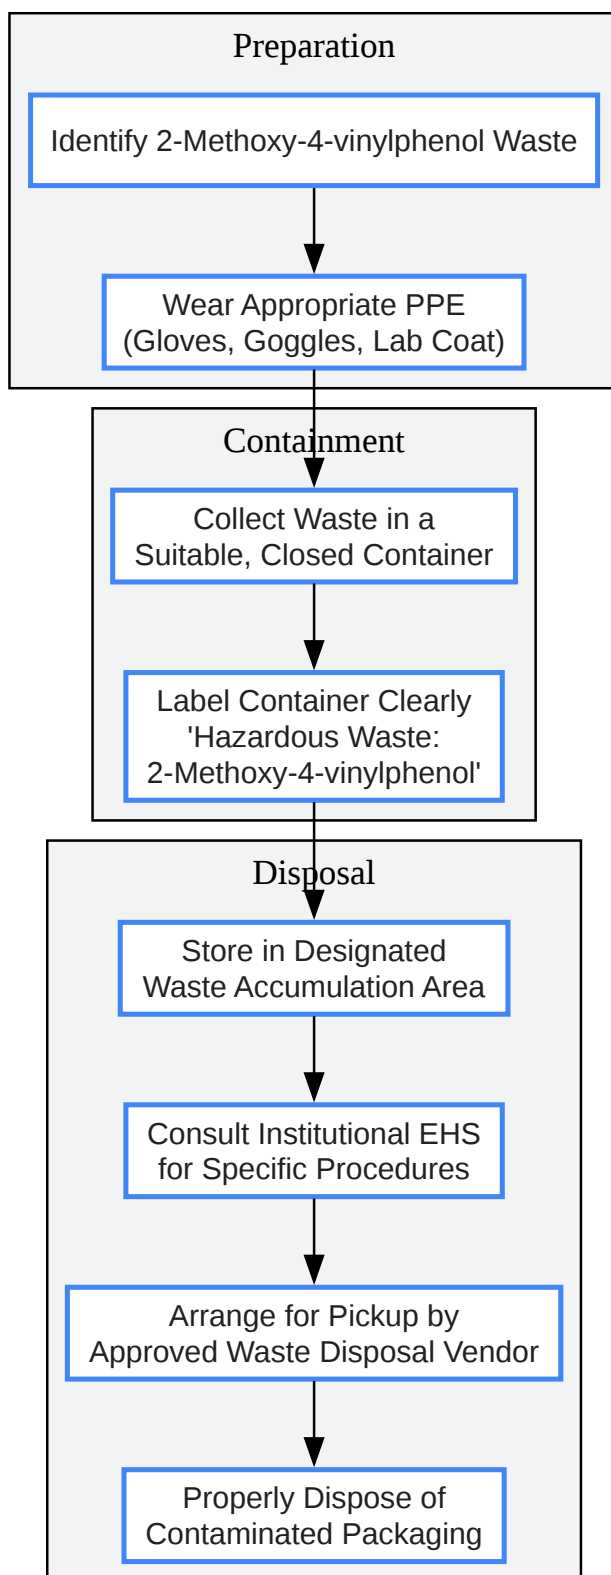 Preparation
Identify 2-Methoxy-4-vinylphenol Waste
Wear Appropriate PPE
(Gloves, Goggles, Lab Coat)
Containment
Collect Waste in a
Suitable, Closed Container
Label Container Clearly
'Hazardous Waste:
2-Methoxy-4-vinylphenol'
Disposal
Store in Designated
Waste Accumulation Area
Consult Institutional EHS
for Specific Procedures
Arrange for Pickup by
Approved Waste Disposal Vendor
Properly Dispose of
Contaminated Packaging